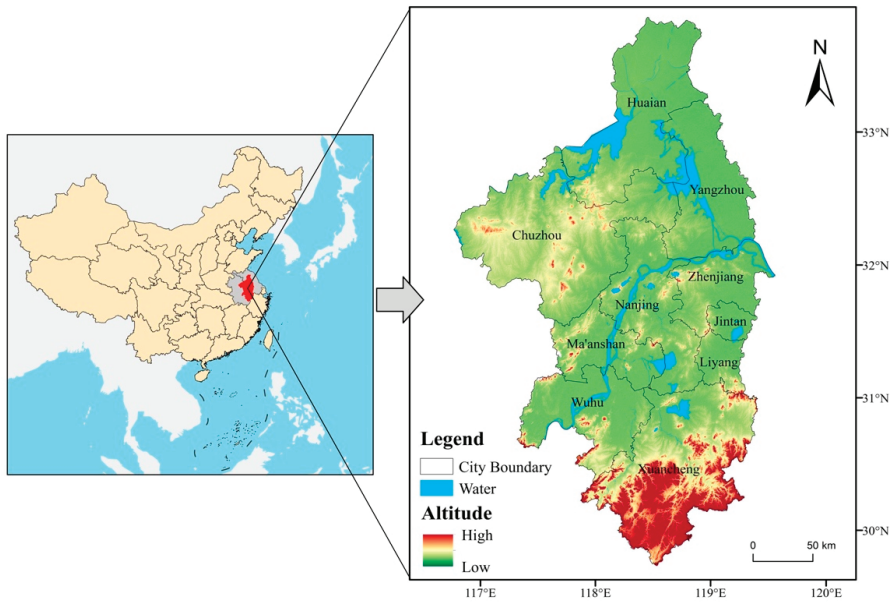 N
Huaian
33°N
Yangzhou
Chuzhou
32°N
Zhenjiang
Nanjing
Jintan
Ma'anshan
Liyang
31°N
Wuhu
Legend
City Boundary
Xuancheng
Water
Altitude
High
30°N
Low
0 50 km
117°E 118°E 119°E 120°E